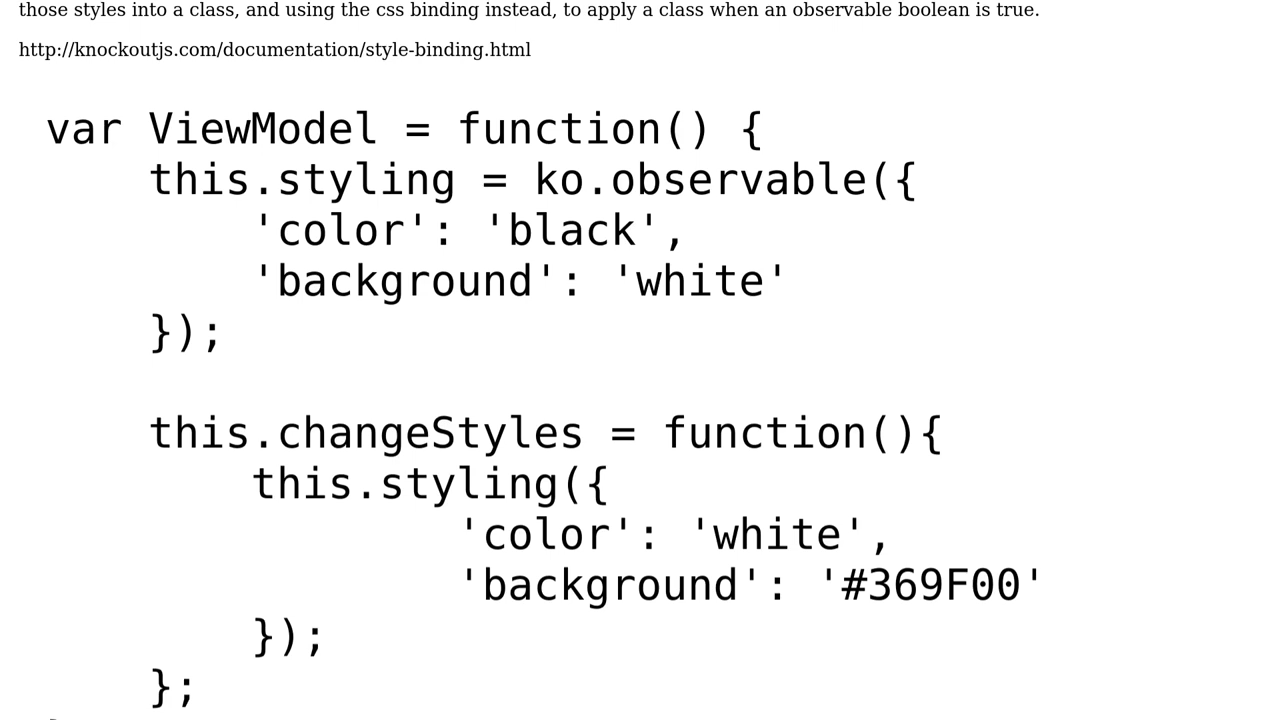 those styles into a class, and using the css binding instead, to apply a class when an observable boolean is true.
http://knockoutjs.com/documentation/style-binding.html
var ViewModel = function() {
this.styling = ko.observable({
'color': 'black',
'background': 'white'
});
this.changeStyles = function(){
this.styling({
'color': 'white',
'background': '#369F00'
});
};